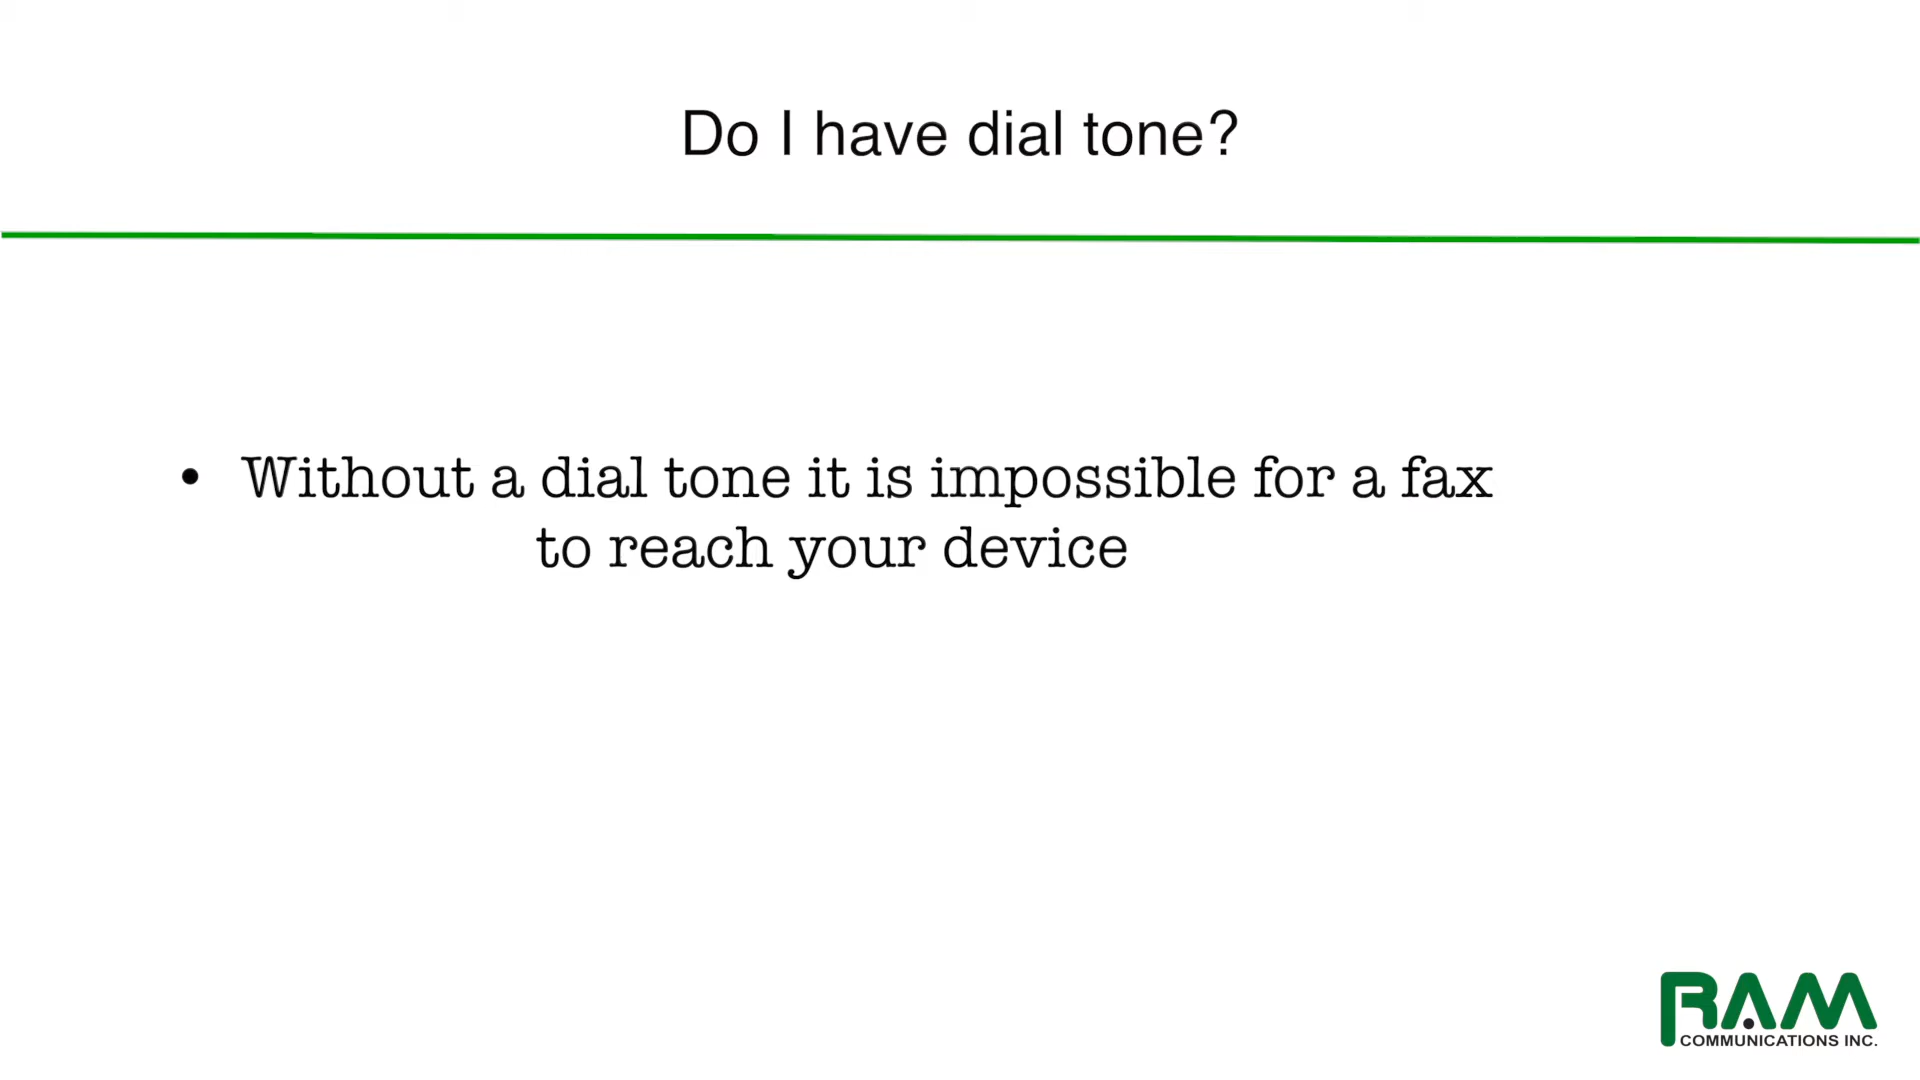 Do I have dial tone?
• Without a dial tone it is impossible for a fax
to reach your device
RAM
COMMUNICATIONS INC.